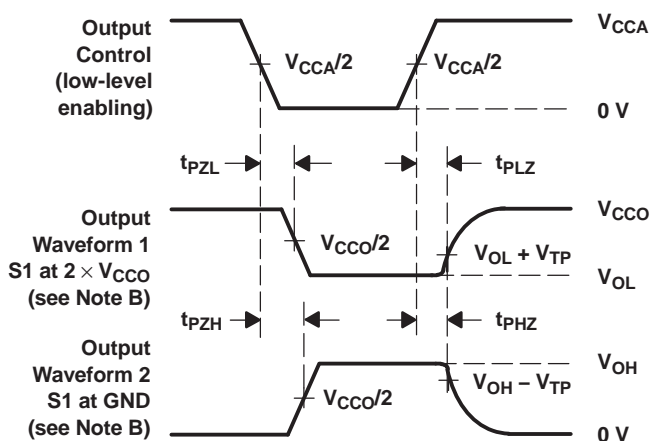 Output
Control
(low-level
enabling)
V_CCA/2
V_CCA/2
V_CCA
0 V
t_PZL
t_PLZ
Output
Waveform 1
S1 at 2 × V_CCO
(see Note B)
V_CCO/2
V_CCO
V_OL + V_TP
V_OL
t_PZH
t_PHZ
Output
Waveform 2
S1 at GND
(see Note B)
V_CCO/2
V_OH
V_OH − V_TP
0 V